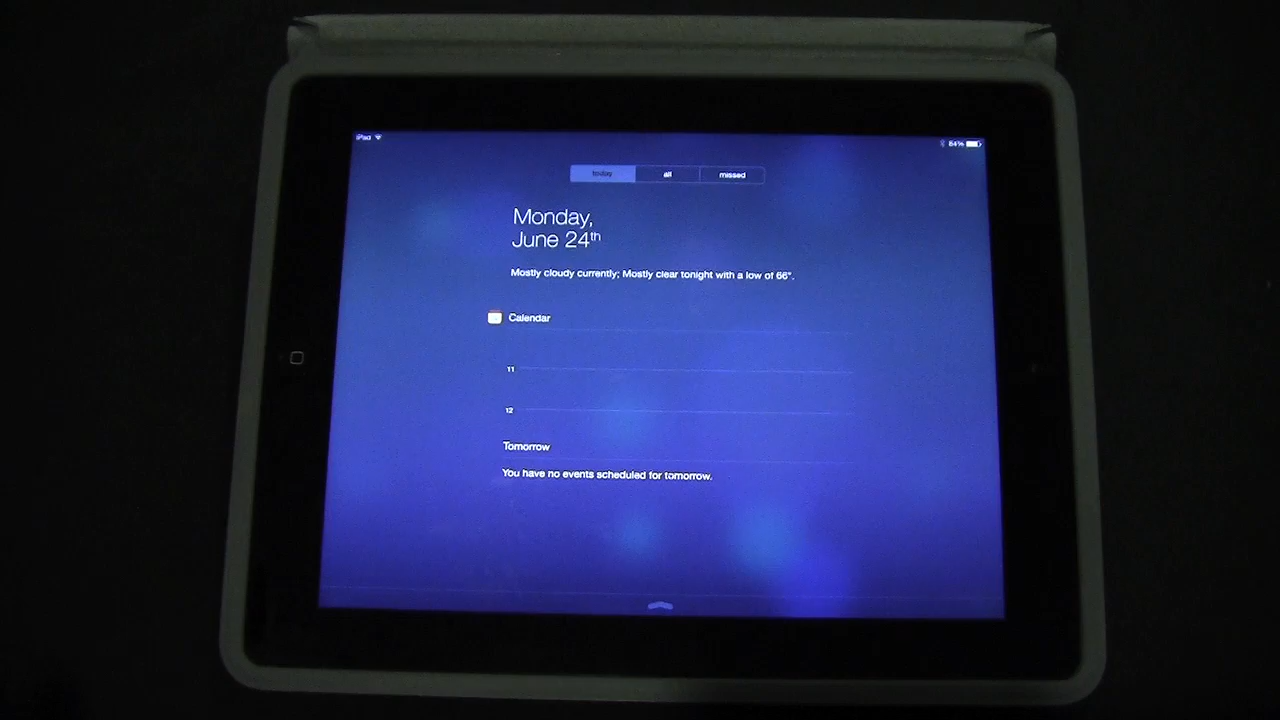 iPad
84%
today all missed
Monday,
June 24th
Mostly cloudy currently; Mostly clear tonight with a low of 66°.
Calendar
11
12
Tomorrow
You have no events scheduled for tomorrow.